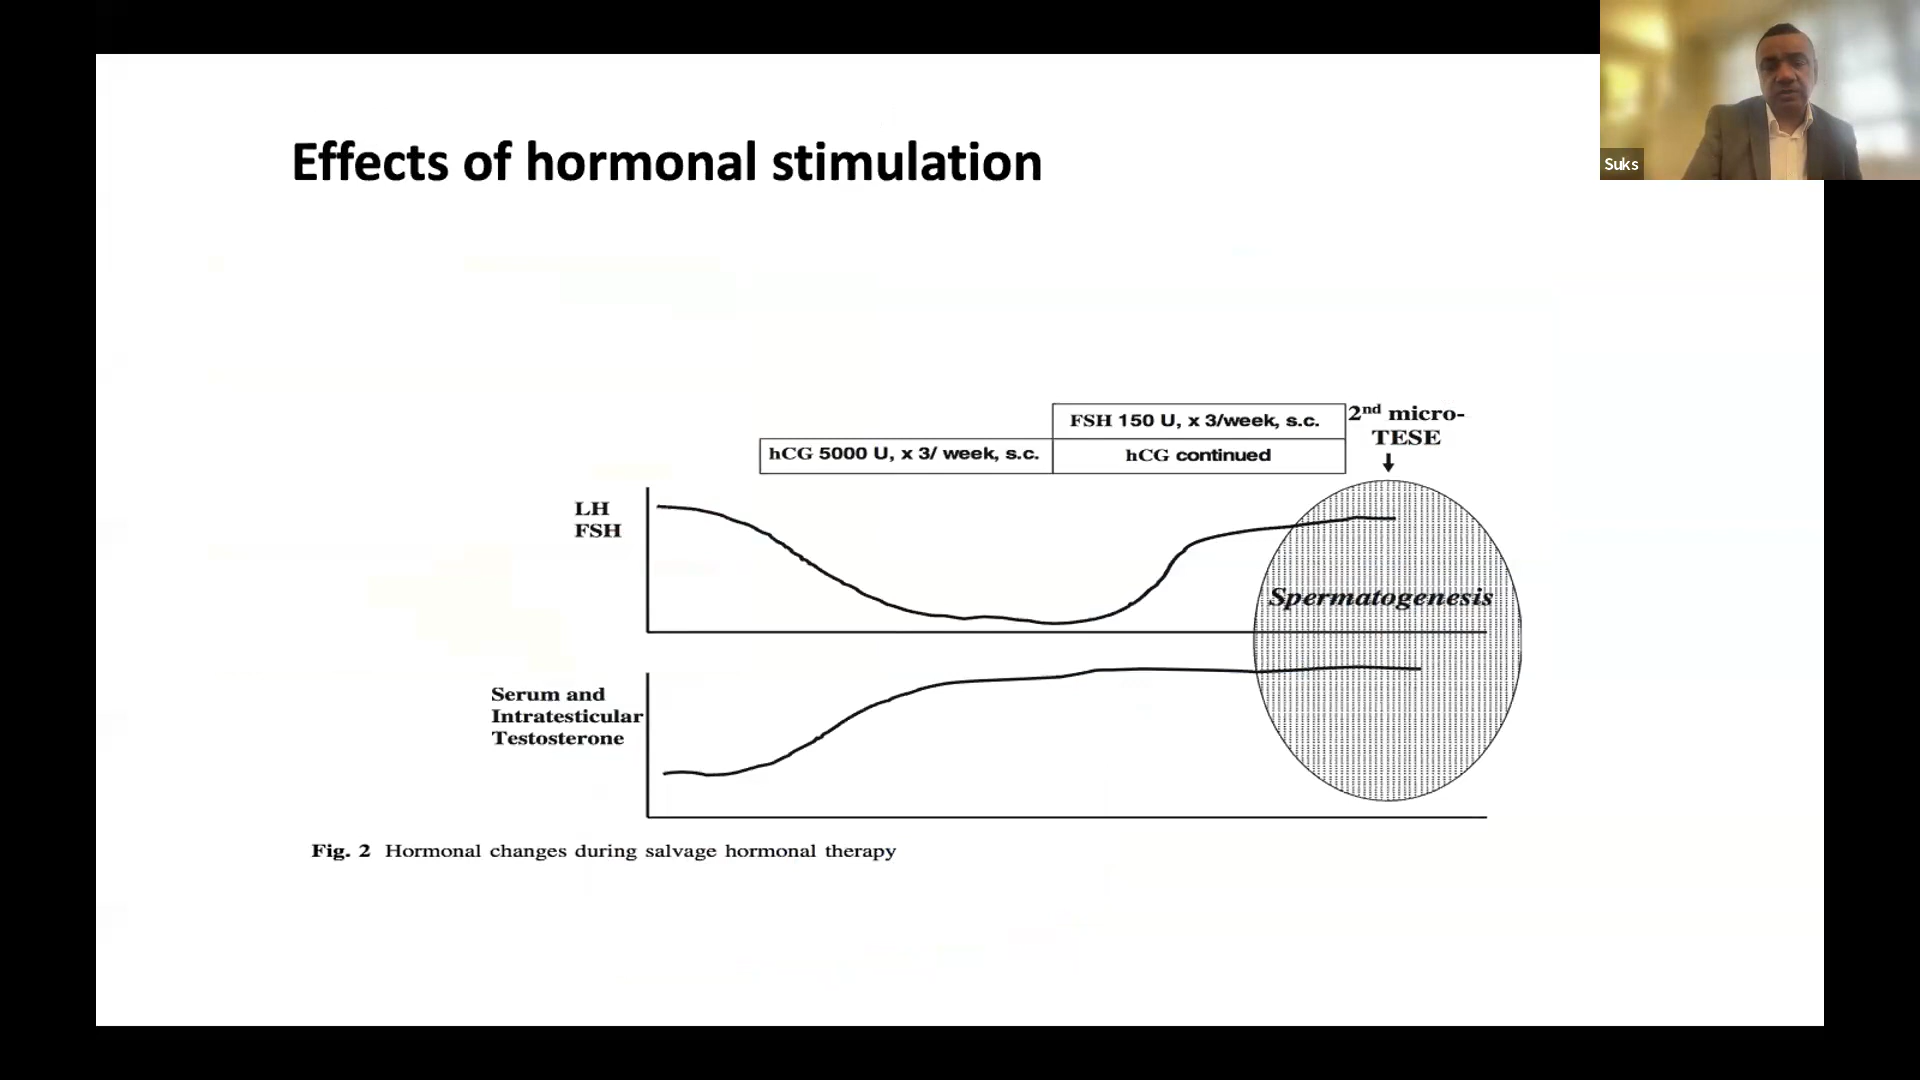 Suks
Effects of hormonal stimulation
FSH 150 U, x 3/week, s.c.
2nd micro-
TESE
hCG 5000 U, x 3/ week, s.c.
hCG continued
LH
FSH
Spermatogenesis
Serum and
Intratesticular
Testosterone
Fig. 2 Hormonal changes during salvage hormonal therapy